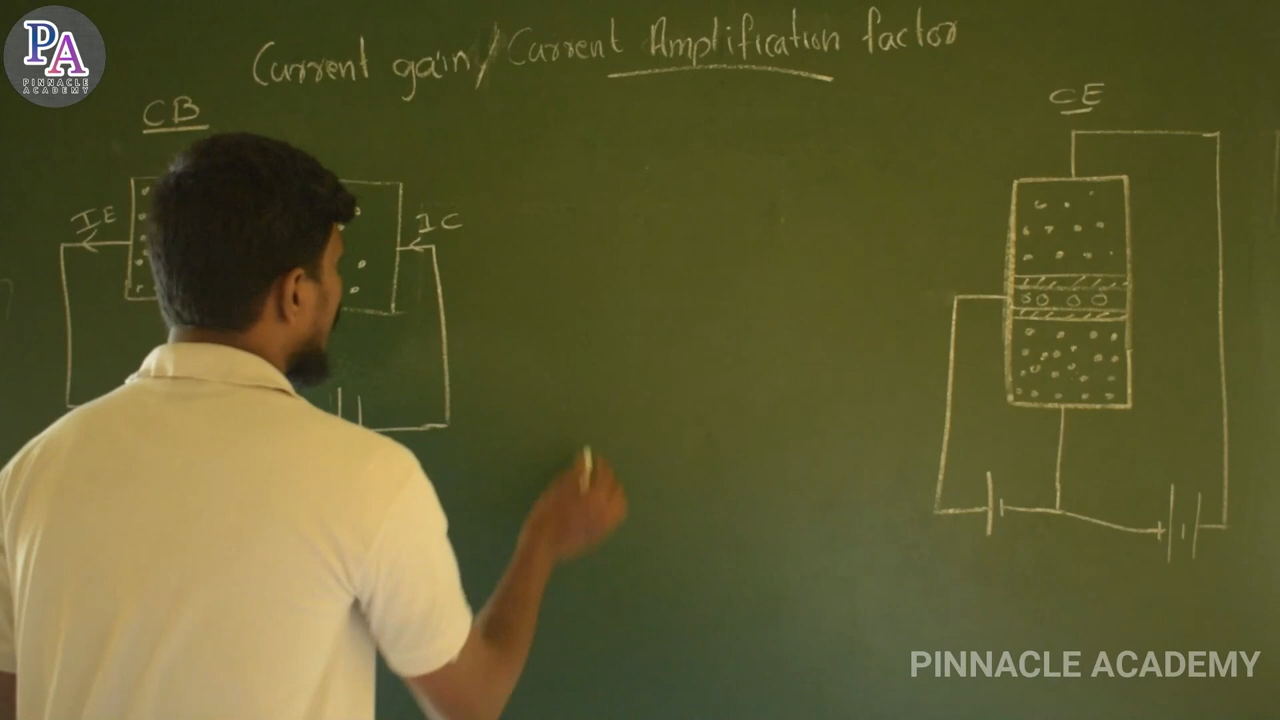 PA
PINNACLE
ACADEMY
Current gain/Current Amplification factor
CB
CE
IE
IC
PINNACLE ACADEMY